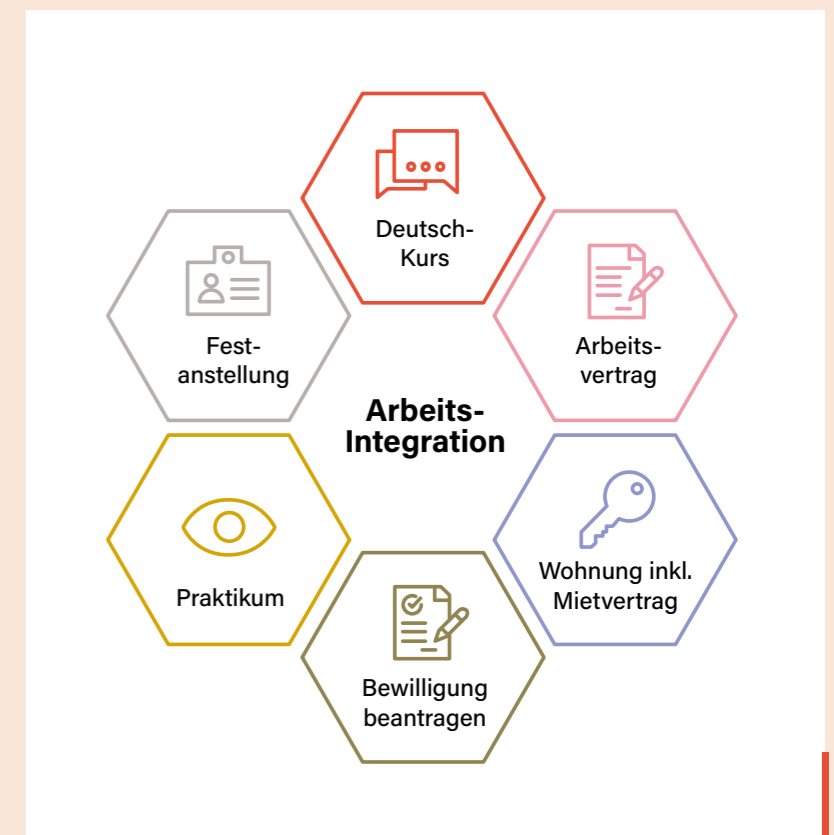 Deutsch-
Kurs
Fest-
anstellung
Arbeits-
vertrag
Arbeits-
Integration
Praktikum
Wohnung inkl.
Mietvertrag
Bewilligung
beantragen